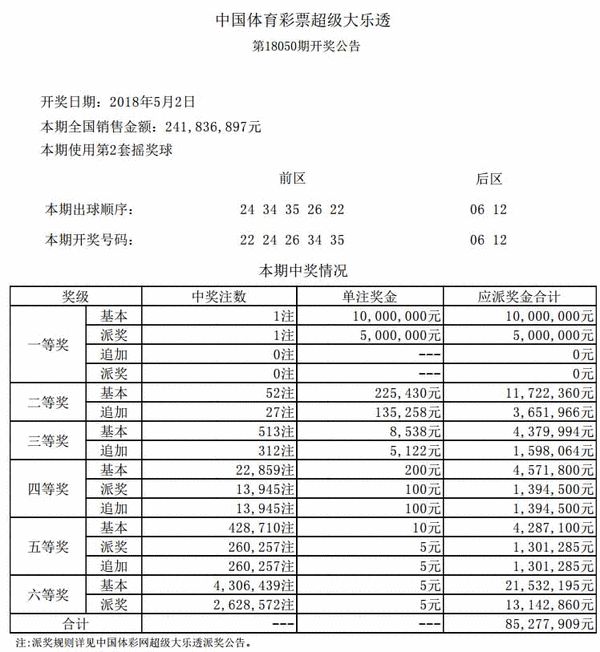 中国体育彩票超级大乐透
第18050期开奖公告
开奖日期：2018年5月2日
本期全国销售金额：241,836,897元
本期使用第2套摇奖球
前区 后区
本期出球顺序： 24 34 35 26 22 06 12
本期开奖号码： 22 24 26 34 35 06 12
本期中奖情况
奖级 中奖注数 单注奖金 应派奖金合计
一等奖 基本 1注 10,000,000元 10,000,000元
派奖 1注 5,000,000元 5,000,000元
追加 0注 --- 0元
派奖 0注 --- 0元
二等奖 基本 52注 225,430元 11,722,360元
追加 27注 135,258元 3,651,966元
三等奖 基本 513注 8,538元 4,379,994元
追加 312注 5,122元 1,598,064元
四等奖 基本 22,859注 200元 4,571,800元
派奖 13,945注 100元 1,394,500元
追加 13,945注 100元 1,394,500元
五等奖 基本 428,710注 10元 4,287,100元
派奖 260,257注 5元 1,301,285元
追加 260,257注 5元 1,301,285元
六等奖 基本 4,306,439注 5元 21,532,195元
派奖 2,628,572注 5元 13,142,860元
合计 --- --- 85,277,909元
注:派奖规则详见中国体彩网超级大乐透派奖公告。